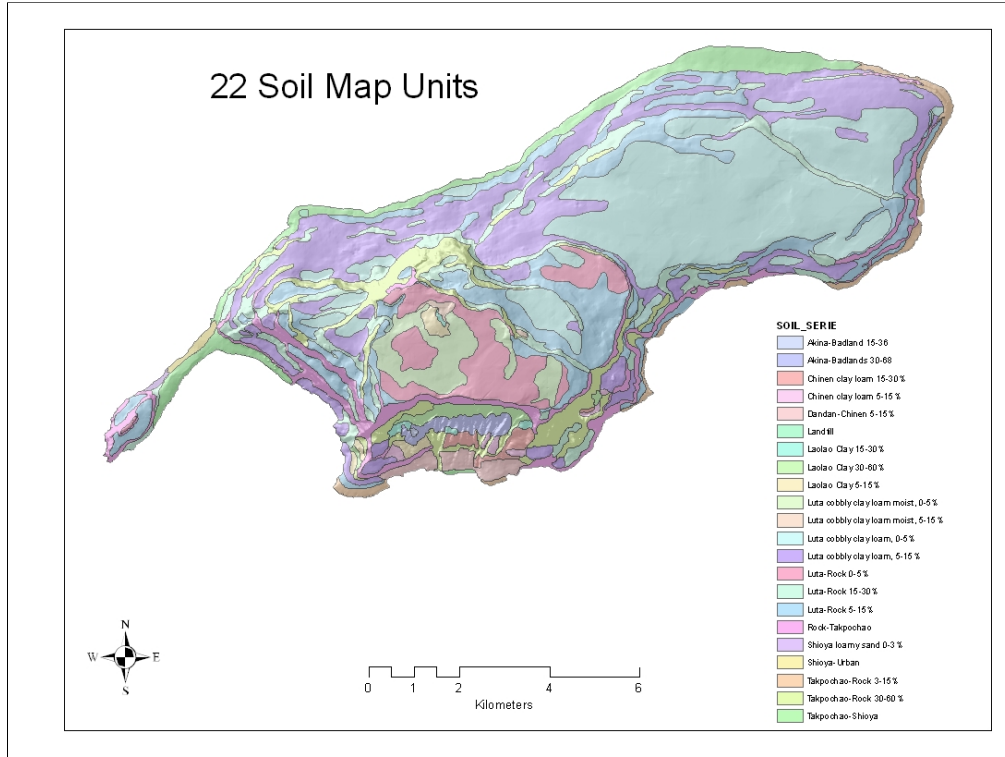 22 Soil Map Units
SOIL_SERIE
Akina-Badland 15-36
Akina-Badlands 30-68
Chinen clay loam 15-30%
Chinen clay loam 5-15%
Dandan-Chinen 5-15%
Landfill
Laolao Clay 15-30%
Laolao Clay 30-60%
Laolao Clay 5-15%
Luta cobbly clay loam moist, 0-5%
Luta cobbly clay loam moist, 5-15%
Luta cobbly clay loam, 0-5%
Luta cobbly clay loam, 5-15%
Luta-Rock 0-5%
Luta-Rock 15-30%
Luta-Rock 5-15%
Rock-Takpochao
Shioya loamy sand 0-3%
Shioya-Urban
Takpochao-Rock 3-15%
Takpochao-Rock 30-60%
Takpochao-Shioya
N
W E
S
0 1 2 4 6
Kilometers